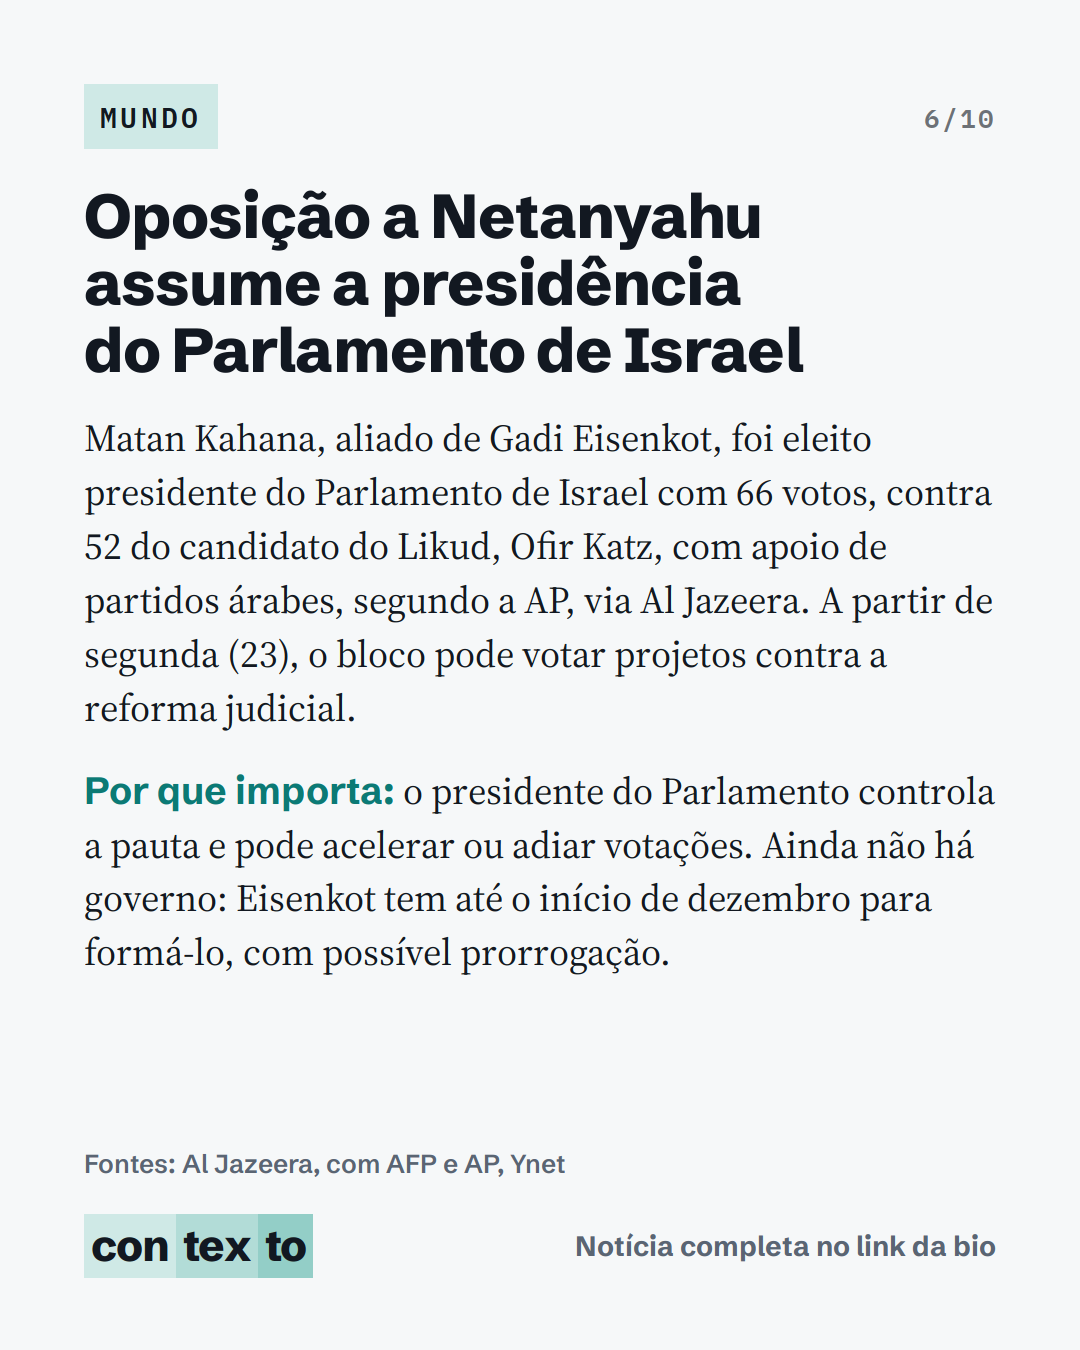 MUNDO
6/10
Oposição a Netanyahu
assume a presidência
do Parlamento de Israel
Matan Kahana, aliado de Gadi Eisenkot, foi eleito
presidente do Parlamento de Israel com 66 votos, contra
52 do candidato do Likud, Ofir Katz, com apoio de
partidos árabes, segundo a AP, via Al Jazeera. A partir de
segunda (23), o bloco pode votar projetos contra a
reforma judicial.
Por que importa: o presidente do Parlamento controla
a pauta e pode acelerar ou adiar votações. Ainda não há
governo: Eisenkot tem até o início de dezembro para
formá-lo, com possível prorrogação.
Fontes: Al Jazeera, com AFP e AP, Ynet
contexto
Notícia completa no link da bio